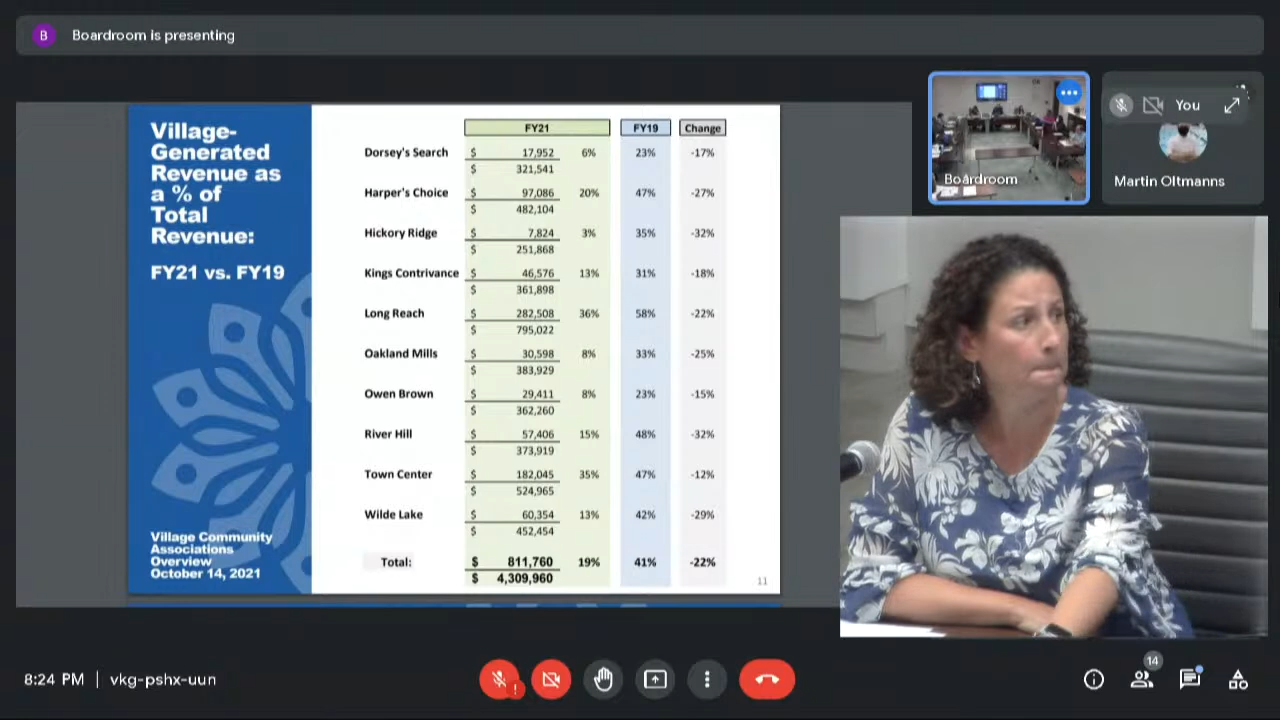 B Boardroom is presenting
Village-
Generated
Revenue as
a % of
Total
Revenue:
FY21 vs. FY19
Village Community
Associations
Overview
October 14, 2021
FY21 FY19 Change
Dorsey's Search $ 17,952 6% 23% -17%
$ 321,541
Harper's Choice $ 97,086 20% 47% -27%
$ 482,104
Hickory Ridge $ 7,824 3% 35% -32%
$ 251,868
Kings Contrivance $ 46,576 13% 31% -18%
$ 361,898
Long Reach $ 282,508 36% 58% -22%
$ 795,022
Oakland Mills $ 30,598 8% 33% -25%
$ 383,929
Owen Brown $ 29,411 8% 23% -15%
$ 362,260
River Hill $ 57,406 15% 48% -32%
$ 373,919
Town Center $ 182,045 35% 47% -12%
$ 524,965
Wilde Lake $ 60,354 13% 42% -29%
$ 452,454
Total: $ 811,760 19% 41% -22%
$ 4,309,960
11
Boardroom
You
Martin Oltmanns
8:24 PM | vkg-pshx-uun
!
14